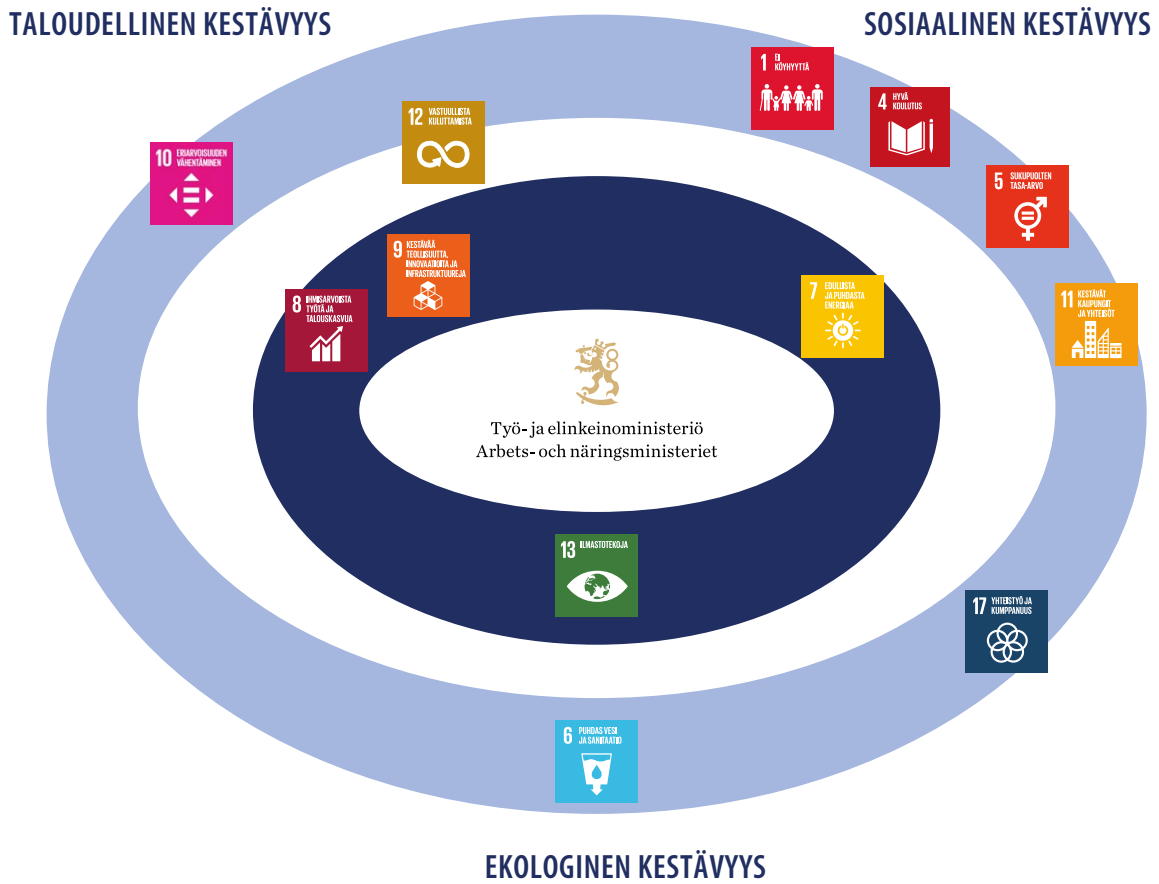 TALOUDELLINEN KESTÄVYYS
SOSIAALINEN KESTÄVYYS
1 EI
KÖYHYYTTÄ
4 HYVÄ
KOULUTUS
12 VASTUULLISTA
KULUTTAMISTA
10 ERIARVOISUUDEN
VÄHENTÄMINEN
5 SUKUPUOLTEN
TASA-ARVO
9 KESTÄVÄÄ
TEOLLISUUTTA,
INNOVAATIOITA JA
INFRASTRUKTUUREJA
8 IHMISARVOISTA
TYÖTÄ JA
TALOUSKASVUA
7 EDULLISTA
JA PUHDASTA
ENERGIAA
11 KESTÄVÄT
KAUPUNGIT
JA YHTEISÖT
Työ- ja elinkeinoministeriö
Arbets- och näringsministeriet
13 ILMASTOTEKOJA
17 YHTEISTYÖ JA
KUMPPANUUS
6 PUHDAS VESI
JA SANITAATIO
EKOLOGINEN KESTÄVYYS